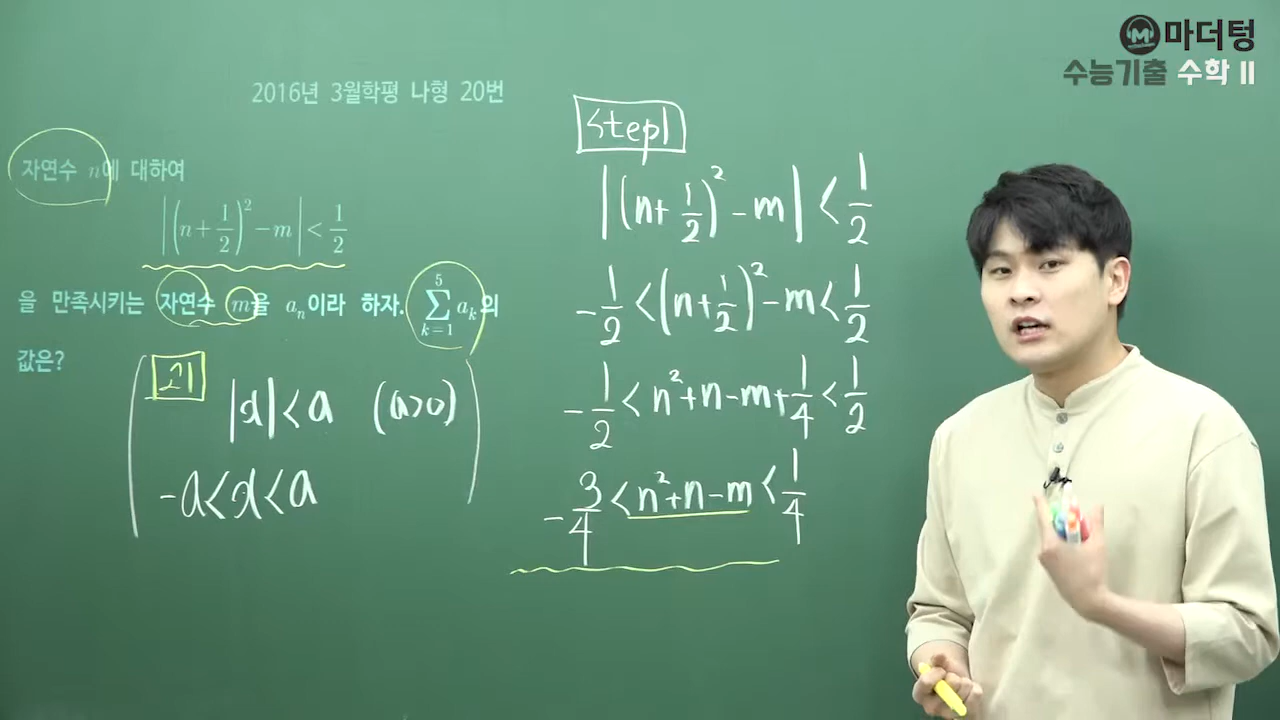 마더텅
수능기출 수학 II
2016년 3월학평 나형 20번
자연수 n에 대하여
|(n+1/2)²-m|<1/2
을 만족시키는 자연수 m을 aₙ이라 하자. ∑_{k=1}^{5} aₖ의
값은?
|x|<a (a>0)
-a<x<a
Step1
|(n+1/2)²-m|<1/2
-1/2<(n+1/2)²-m<1/2
-1/2<n²+n-m+1/4<1/2
-3/4<n²+n-m<1/4